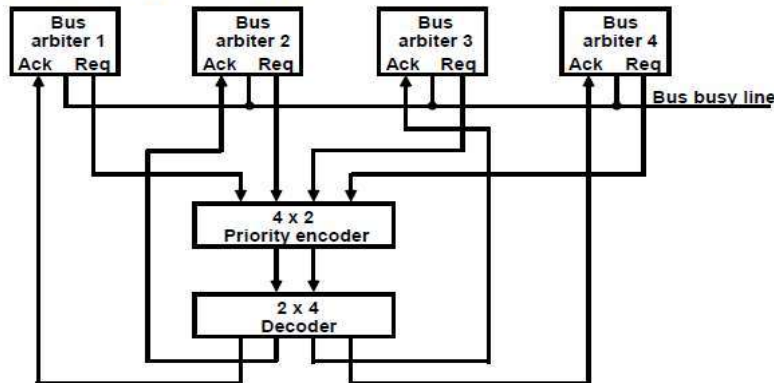 Bus
arbiter 1
Ack Req
Bus
arbiter 2
Ack Req
Bus
arbiter 3
Ack Req
Bus
arbiter 4
Ack Req
Bus busy line
4 x 2
Priority encoder
2 x 4
Decoder